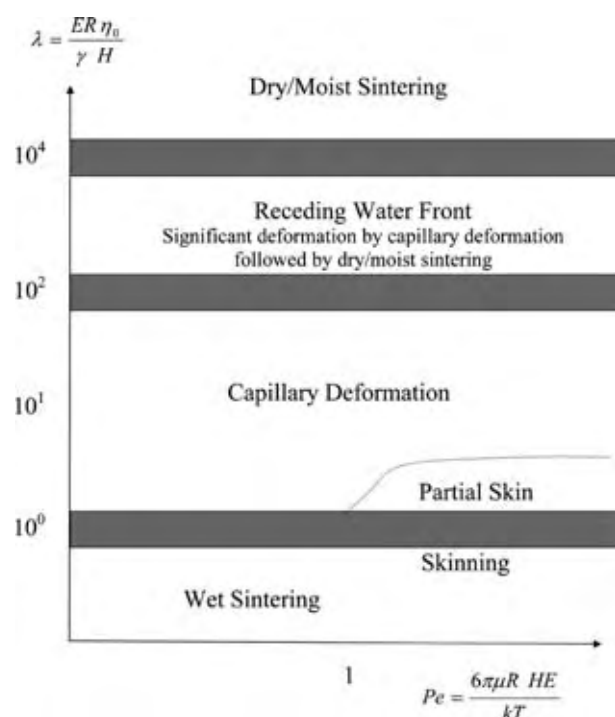 λ = ERη₀ / γ H
Dry/Moist Sintering
10⁴
Receding Water Front
Significant deformation by capillary deformation
followed by dry/moist sintering
10²
Capillary Deformation
10¹
Partial Skin
10⁰
Skinning
Wet Sintering
1
Pe = 6πμR HE / kT